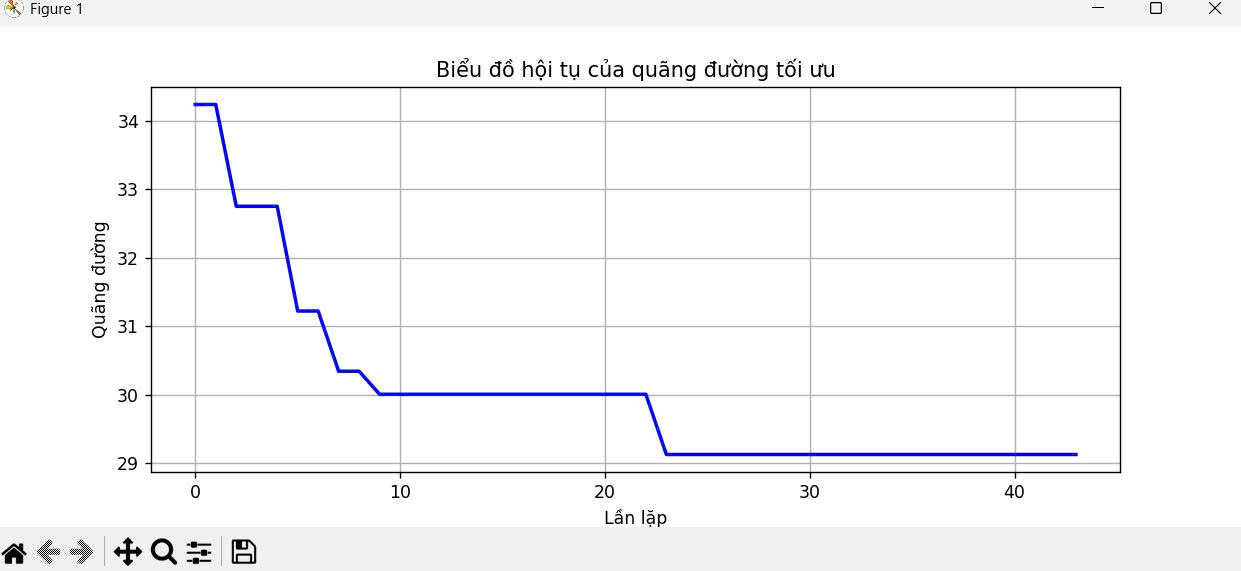 Figure 1
Biểu đồ hội tụ của quãng đường tối ưu
34
33
32
31
30
29
Quãng đường
0 10 20 30 40
Lần lặp